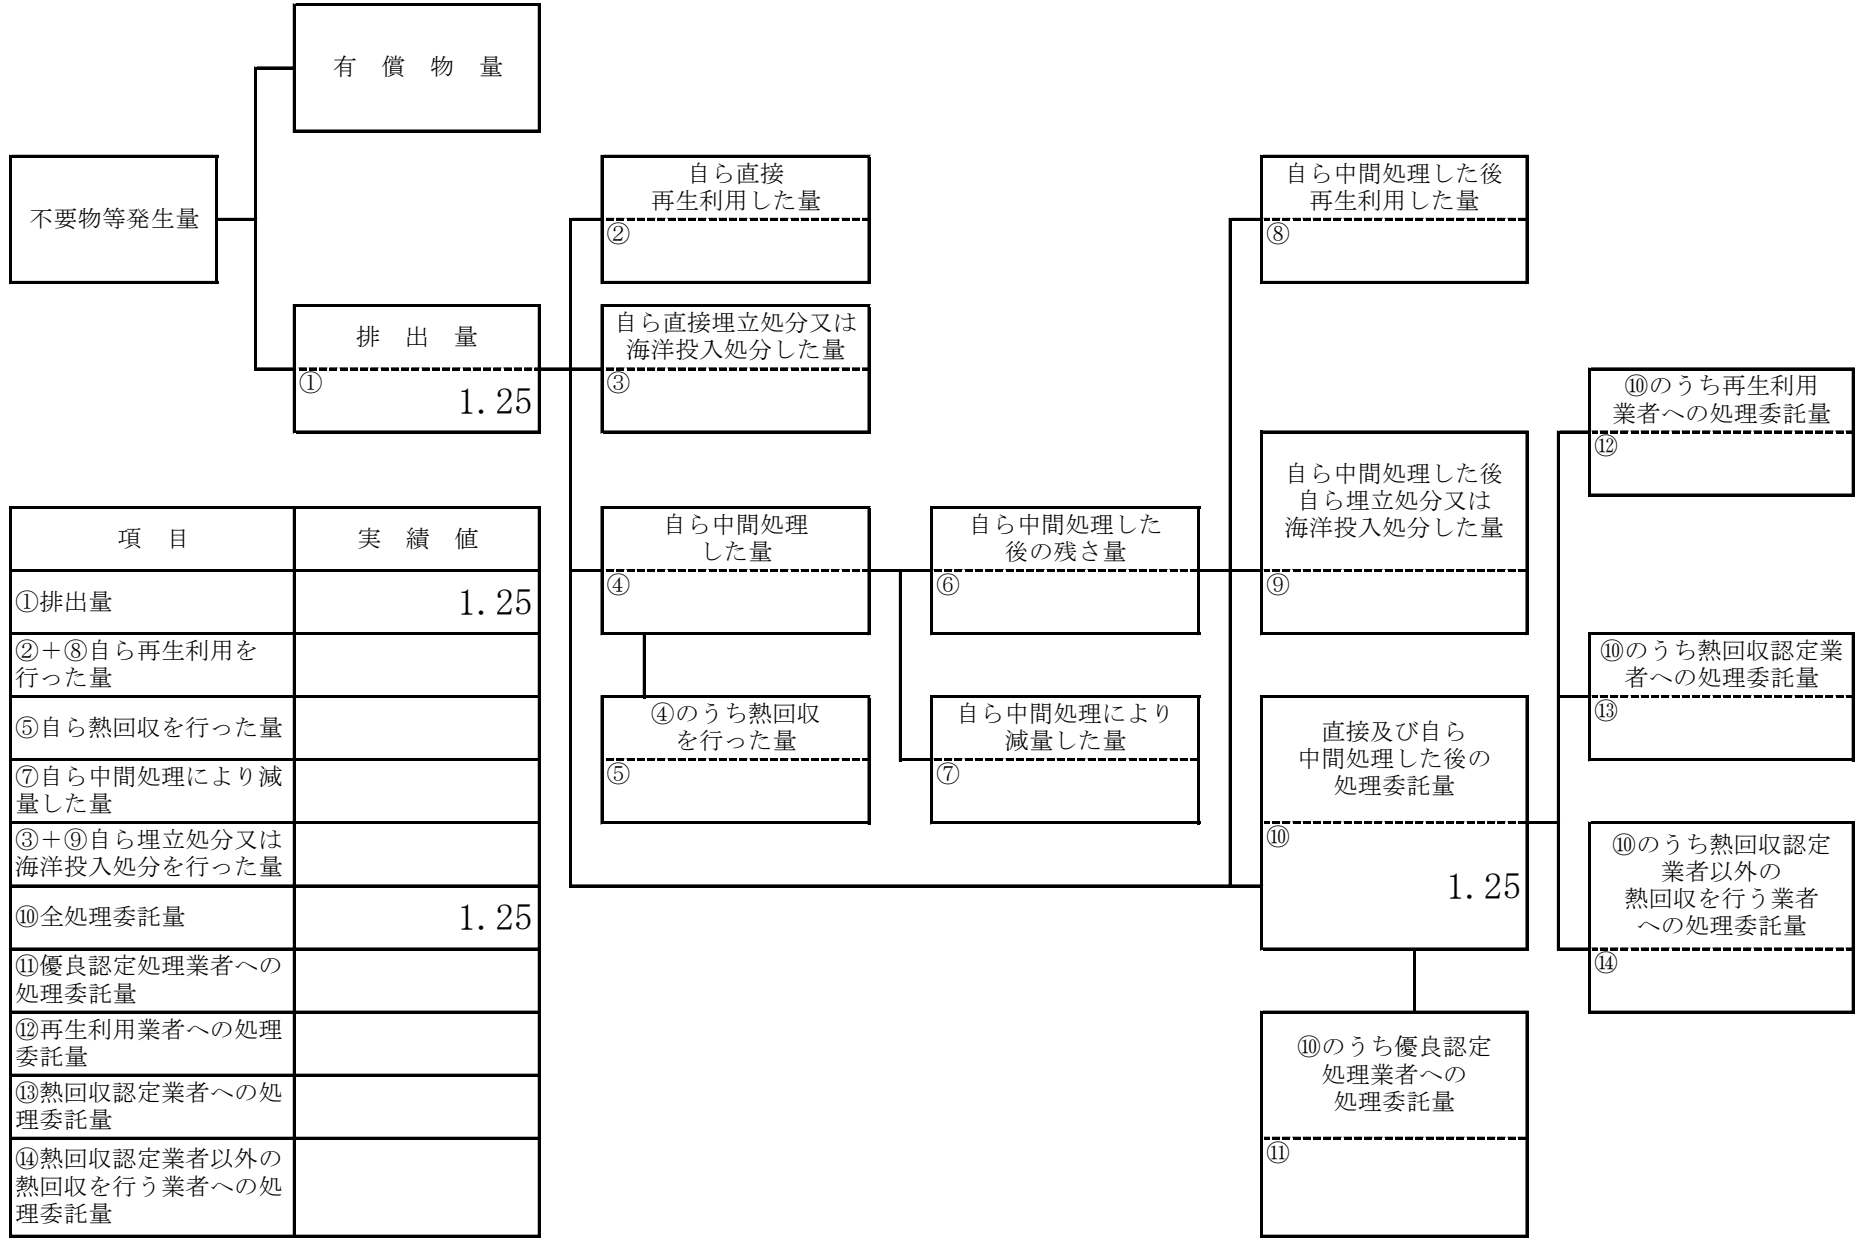 有 償 物 量
不要物等発生量
排 出 量
①
1.25
自ら直接
再生利用した量
②
自ら直接埋立処分又は
海洋投入処分した量
③
自ら中間処理
した量
④
④のうち熱回収
を行った量
⑤
自ら中間処理した
後の残さ量
⑥
自ら中間処理により
減量した量
⑦
自ら中間処理した後
再生利用した量
⑧
自ら中間処理した後
自ら埋立処分又は
海洋投入処分した量
⑨
直接及び自ら
中間処理した後の
処理委託量
⑩
1.25
⑩のうち優良認定
処理業者への
処理委託量
⑪
⑩のうち再生利用
業者への処理委託量
⑫
⑩のうち熱回収認定業
者への処理委託量
⑬
⑩のうち熱回収認定
業者以外の
熱回収を行う業者
への処理委託量
⑭
項 目 実 績 値
①排出量 1.25
②＋⑧自ら再生利用を
行った量
⑤自ら熱回収を行った量
⑦自ら中間処理により減
量した量
③＋⑨自ら埋立処分又は
海洋投入処分を行った量
⑩全処理委託量 1.25
⑪優良認定処理業者への
処理委託量
⑫再生利用業者への処理
委託量
⑬熱回収認定業者への処
理委託量
⑭熱回収認定業者以外の
熱回収を行う業者への処
理委託量